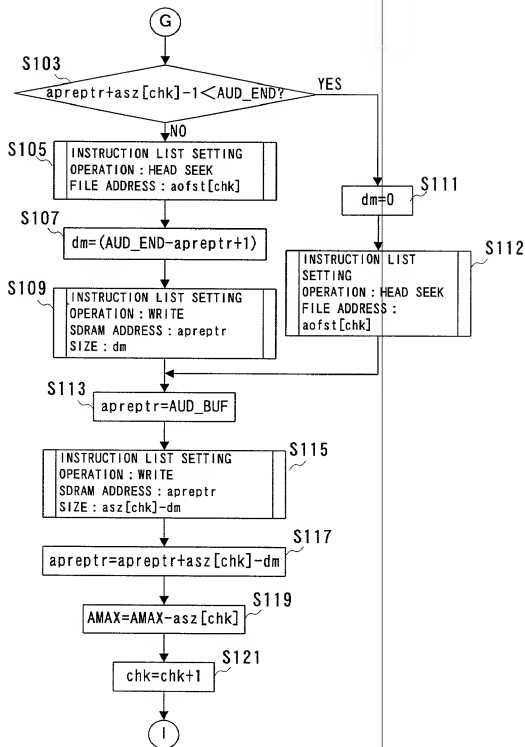 G
S103
apreptr+asz[chk]-1<AUD_END?
YES
NO
S105
INSTRUCTION LIST SETTING
OPERATION : HEAD SEEK
FILE ADDRESS : aofst[chk]
S111
dm=0
S107
dm=(AUD_END-apreptr+1)
S112
INSTRUCTION LIST
SETTING
OPERATION : HEAD SEEK
FILE ADDRESS :
aofst[chk]
S109
INSTRUCTION LIST SETTING
OPERATION : WRITE
SDRAM ADDRESS : apreptr
SIZE : dm
S113
apreptr=AUD_BUF
S115
INSTRUCTION LIST SETTING
OPERATION : WRITE
SDRAM ADDRESS : apreptr
SIZE : asz[chk]-dm
S117
apreptr=apreptr+asz[chk]-dm
S119
AMAX=AMAX-asz[chk]
S121
chk=chk+1
I